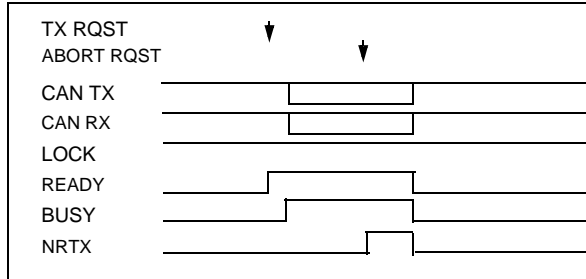 TX RQST
ABORT RQST
CAN TX
CAN RX
LOCK
READY
BUSY
NRTX